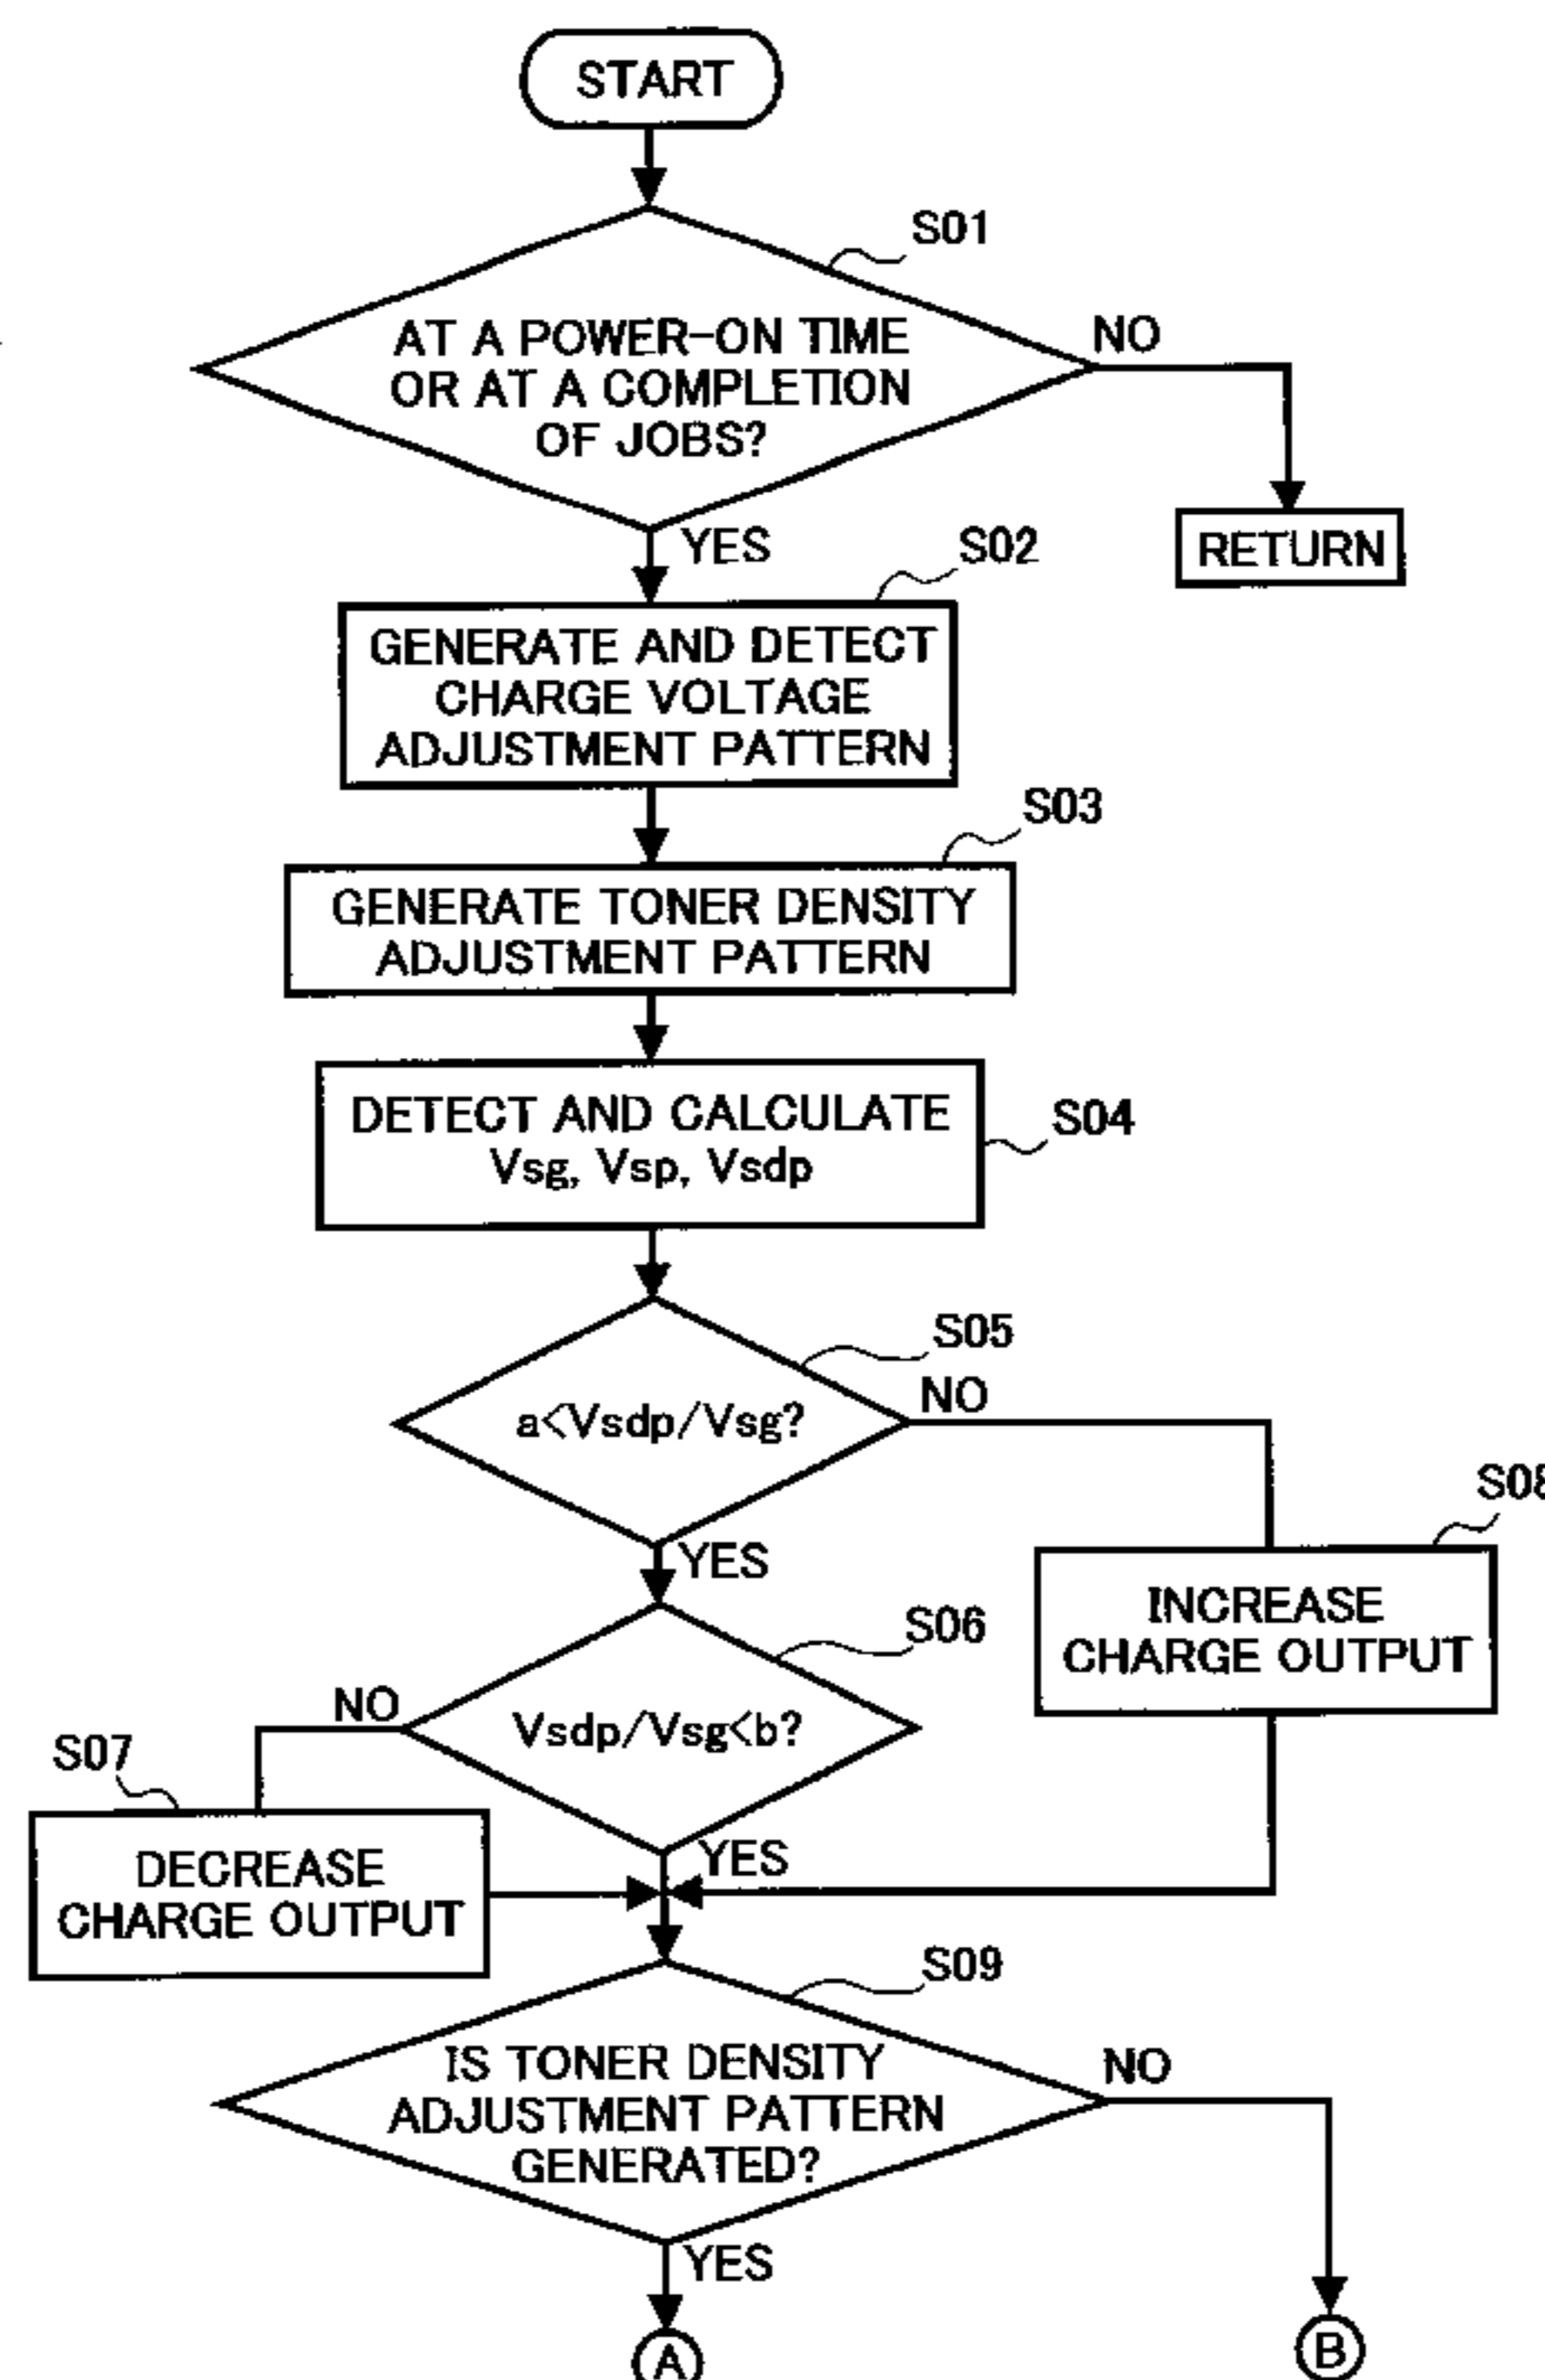 START
S01
AT A POWER-ON TIME
OR AT A COMPLETION
OF JOBS?
NO
RETURN
YES
S02
GENERATE AND DETECT
CHARGE VOLTAGE
ADJUSTMENT PATTERN
S03
GENERATE TONER DENSITY
ADJUSTMENT PATTERN
S04
DETECT AND CALCULATE
Vsg, Vsp, Vsdp
S05
a<Vsdp/Vsg?
NO
YES
S08
INCREASE
CHARGE OUTPUT
S06
Vsdp/Vsg<b?
NO
YES
S07
DECREASE
CHARGE OUTPUT
S09
IS TONER DENSITY
ADJUSTMENT PATTERN
GENERATED?
NO
YES
A
B